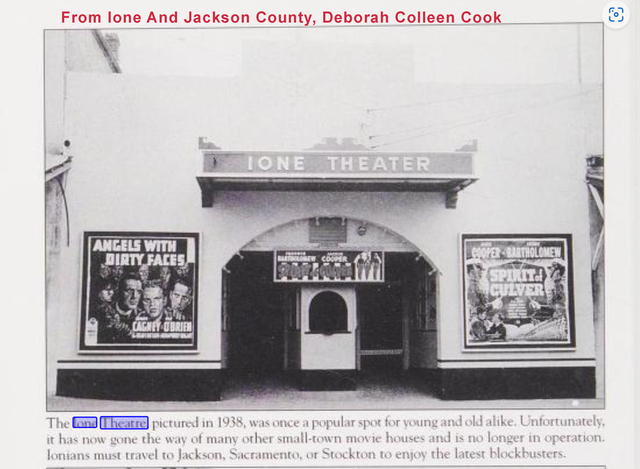 From Ione And Jackson County, Deborah Colleen Cook
IONE THEATER
ANGELS WITH
DIRTY FACES
CAGNEY O'BRIEN
BARTHOLOMEW COOPER
COOPER BARTHOLOMEW
SPIRIT of
CULVER
The Ione Theatre, pictured in 1938, was once a popular spot for young and old alike. Unfortunately,
it has now gone the way of many other small-town movie houses and is no longer in operation.
Ionians must travel to Jackson, Sacramento, or Stockton to enjoy the latest blockbusters.